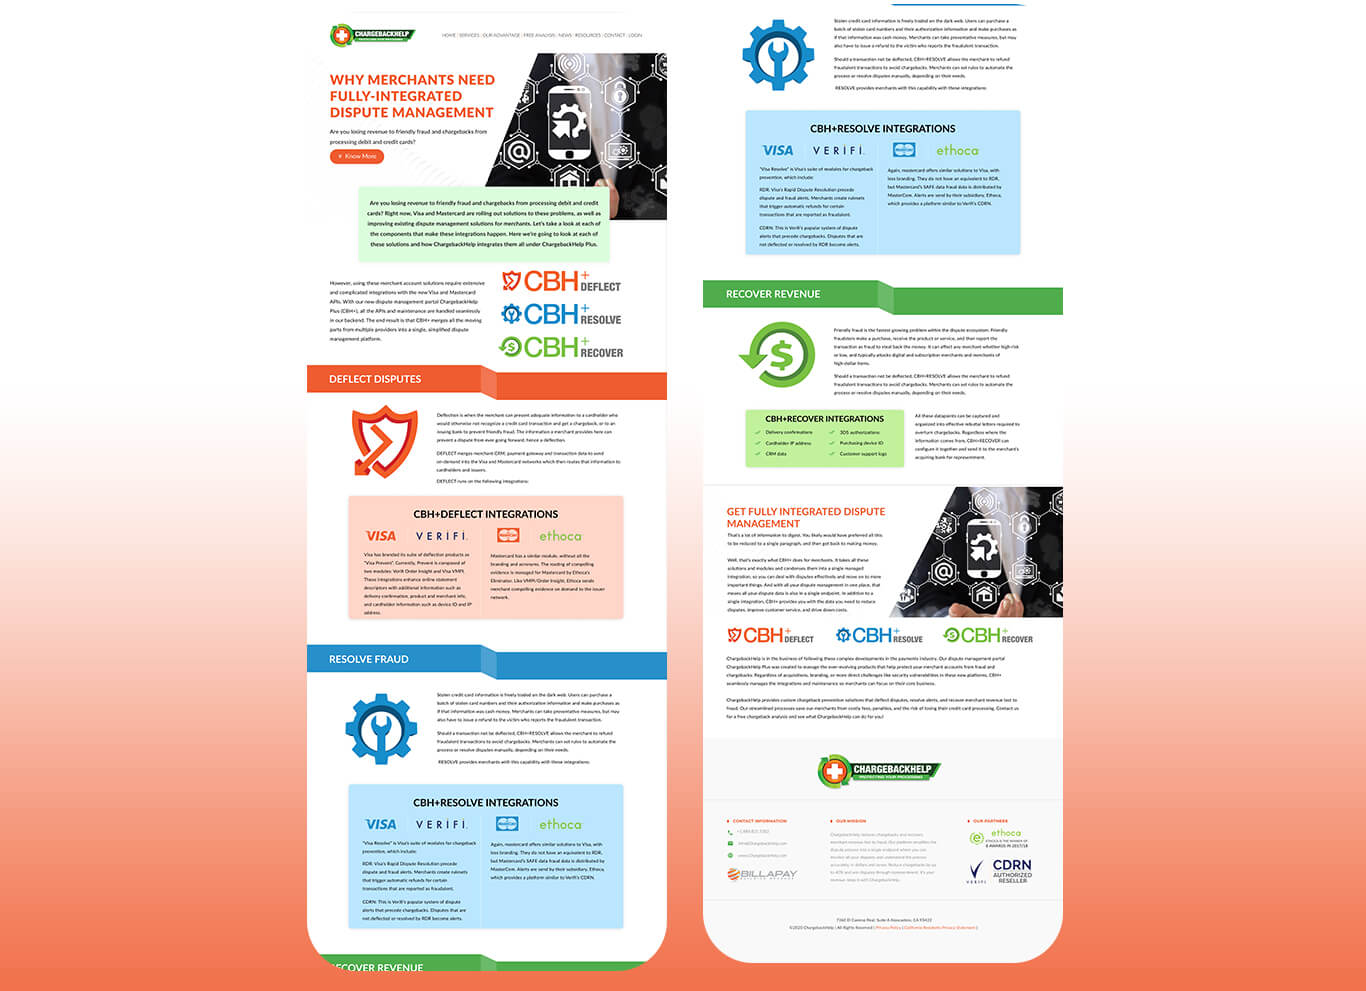 CHARGEBACKHELP
PROTECTING YOUR PROCESSING
HOME | SERVICES | OUR ADVANTAGE | FREE ANALYSIS | NEWS | RESOURCES | CONTACT | LOGIN
WHY MERCHANTS NEED
FULLY-INTEGRATED
DISPUTE MANAGEMENT
Are you losing revenue to friendly fraud and chargebacks from
processing debit and credit cards?
Know More
Are you losing revenue to friendly fraud and chargebacks from processing debit and credit
cards? Right now, Visa and Mastercard are rolling out solutions to these problems, as well as
improving existing dispute management solutions for merchants. Let's take a look at each of
the components that make these integrations happen. Here we're going to look at each of
these solutions and how ChargebackHelp integrates them all under ChargebackHelp Plus.
However, using these merchant account solutions require extensive
and complicated integrations with the new Visa and Mastercard
APIs. With our new dispute management portal ChargebackHelp
Plus (CBH+), all the APIs and maintenance are handled seamlessly
in our backend. The end result is that CBH+ merges all the moving
parts from multiple providers into a single, simplified dispute
management platform.
CBH+DEFLECT
CBH+RESOLVE
CBH+RECOVER
DEFLECT DISPUTES
Deflection is when the merchant can present adequate information to a cardholder who
would otherwise not recognize a credit card transaction and get a chargeback, or to an
issuing bank to prevent friendly fraud. The information a merchant provides here can
prevent a dispute from ever going forward; hence a deflection.
DEFLECT merges merchant CRM, payment gateway and transaction data to send
on-demand into the Visa and Mastercard networks which then routes that information to
cardholders and issuers.
DEFLECT runs on the following integrations:
CBH+DEFLECT INTEGRATIONS
VISA VERIFI. ethoca
Visa has branded its suite of deflection products as
"Visa Prevent". Currently, Prevent is composed of
two modules: Verifi Order Insight and Visa VMPI.
These integrations enhance online statement
descriptors with additional information such as
delivery confirmation, product and merchant info,
and cardholder information such as device ID and IP
address.
Mastercard has a similar module, without all the
branding and acronyms. The routing of compelling
evidence is managed for Mastercard by Ethoca's
Eliminator. Like VMPI/Order Insight, Ethoca sends
merchant compelling evidence on demand to the issuer
network.
RESOLVE FRAUD
Stolen credit card information is freely traded on the dark web. Users can purchase a
batch of stolen card numbers and their authorization information and make purchases as
if that information was cash money. Merchants can take preventative measures, but may
also have to issue a refund to the victim who reports the fraudulent transaction.
Should a transaction not be deflected, CBH+RESOLVE allows the merchant to refund
fraudulent transactions to avoid chargebacks. Merchants can set rules to automate the
process or resolve disputes manually, depending on their needs.
RESOLVE provides merchants with this capability with these integrations:
CBH+RESOLVE INTEGRATIONS
VISA VERIFI. ethoca
"Visa Resolve" is Visa's suite of modules for chargeback
prevention, which include:
RDR: Visa's Rapid Dispute Resolution precede
dispute and fraud alerts. Merchants create rulesets
that trigger automatic refunds for certain
transactions that are reported as fraudulent.
CDRN: This is Verifi's popular system of dispute
alerts that precede chargebacks. Disputes that are
not deflected or resolved by RDR become alerts.
Again, mastercard offers similar solutions to Visa, with
less branding. They do not have an equivalent to RDR,
but Mastercard's SAFE data fraud data is distributed by
MasterCom. Alerts are send by their subsidiary, Ethoca,
which provides a platform similar to Verifi's CDRN.
RECOVER REVENUE
Stolen credit card information is freely traded on the dark web. Users can purchase a
batch of stolen card numbers and their authorization information and make purchases as
if that information was cash money. Merchants can take preventative measures, but may
also have to issue a refund to the victim who reports the fraudulent transaction.
Should a transaction not be deflected, CBH+RESOLVE allows the merchant to refund
fraudulent transactions to avoid chargebacks. Merchants can set rules to automate the
process or resolve disputes manually, depending on their needs.
RESOLVE provides merchants with this capability with these integrations:
CBH+RESOLVE INTEGRATIONS
VISA VERIFI. ethoca
"Visa Resolve" is Visa's suite of modules for chargeback
prevention, which include:
RDR: Visa's Rapid Dispute Resolution precede
dispute and fraud alerts. Merchants create rulesets
that trigger automatic refunds for certain
transactions that are reported as fraudulent.
CDRN: This is Verifi's popular system of dispute
alerts that precede chargebacks. Disputes that are
not deflected or resolved by RDR become alerts.
Again, mastercard offers similar solutions to Visa, with
less branding. They do not have an equivalent to RDR,
but Mastercard's SAFE data fraud data is distributed by
MasterCom. Alerts are send by their subsidiary, Ethoca,
which provides a platform similar to Verifi's CDRN.
RECOVER REVENUE
Friendly fraud is the fastest growing problem within the dispute ecosystem. Friendly
fraudsters make a purchase, receive the product or service, and then report the
transaction as fraud to steal back the money. It can affect any merchant whether high-risk
or low, and typically attacks digital and subscription merchants and merchants of
high-dollar items.
Should a transaction not be deflected, CBH+RESOLVE allows the merchant to refund
fraudulent transactions to avoid chargebacks. Merchants can set rules to automate the
process or resolve disputes manually, depending on their needs.
CBH+RECOVER INTEGRATIONS
Delivery confirmations
Cardholder IP address
CRM data
3DS authorizations
Purchasing device ID
Customer support logs
All these datapoints can be captured and
organized into effective rebuttal letters required to
overturn chargebacks. Regardless where the
information comes from, CBH+RECOVER can
configure it together and send it to the merchant's
acquiring bank for representment.
GET FULLY INTEGRATED DISPUTE
MANAGEMENT
That's a lot of information to digest. You likely would have preferred all this
to be reduced to a single paragraph, and then get back to making money.
Well, that's exactly what CBH+ does for merchants. It takes all these
solutions and modules and condenses them into a single managed
integration, so you can deal with disputes effectively and move on to more
important things. And with all your dispute management in one place, that
means all your dispute data is also in a single endpoint. In addition to a
single integration, CBH+ provides you with the data you need to reduce
disputes, improve customer service, and drive down costs.
CBH+DEFLECT CBH+RESOLVE CBH+RECOVER
ChargebackHelp is in the business of following these complex developments in the payments industry. Our dispute management portal
ChargebackHelp Plus was created to manage the ever-evolving products that help protect your merchant accounts from fraud and
chargebacks. Regardless of acquisitions, branding, or more direct challenges like security vulnerabilities in these new platforms, CBH+
seamlessly manages the integrations and maintenance so merchants can focus on their core business.
ChargebackHelp provides custom chargeback prevention solutions that deflect disputes, resolve alerts, and recover merchant revenue lost to
fraud. Our streamlined processes save our merchants from costly fees, penalties, and the risk of losing their credit card processing. Contact us
for a free chargeback analysis and see what ChargebackHelp can do for you!
CHARGEBACKHELP
PROTECTING YOUR PROCESSING
CONTACT INFORMATION
info@ChargebackHelp.com
www.ChargebackHelp.com
BILLAPAY
OUR MISSION
OUR PARTNERS
ethoca
VERIFI
CDRN
AUTHORIZED
RESELLER
©2020 ChargebackHelp | All Rights Reserved | Privacy Policy | California Residents Privacy Statement |